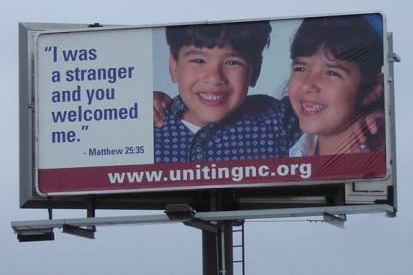 "I was
a stranger
and you
welcomed
me."
- Matthew 25:35
www.unitingnc.org